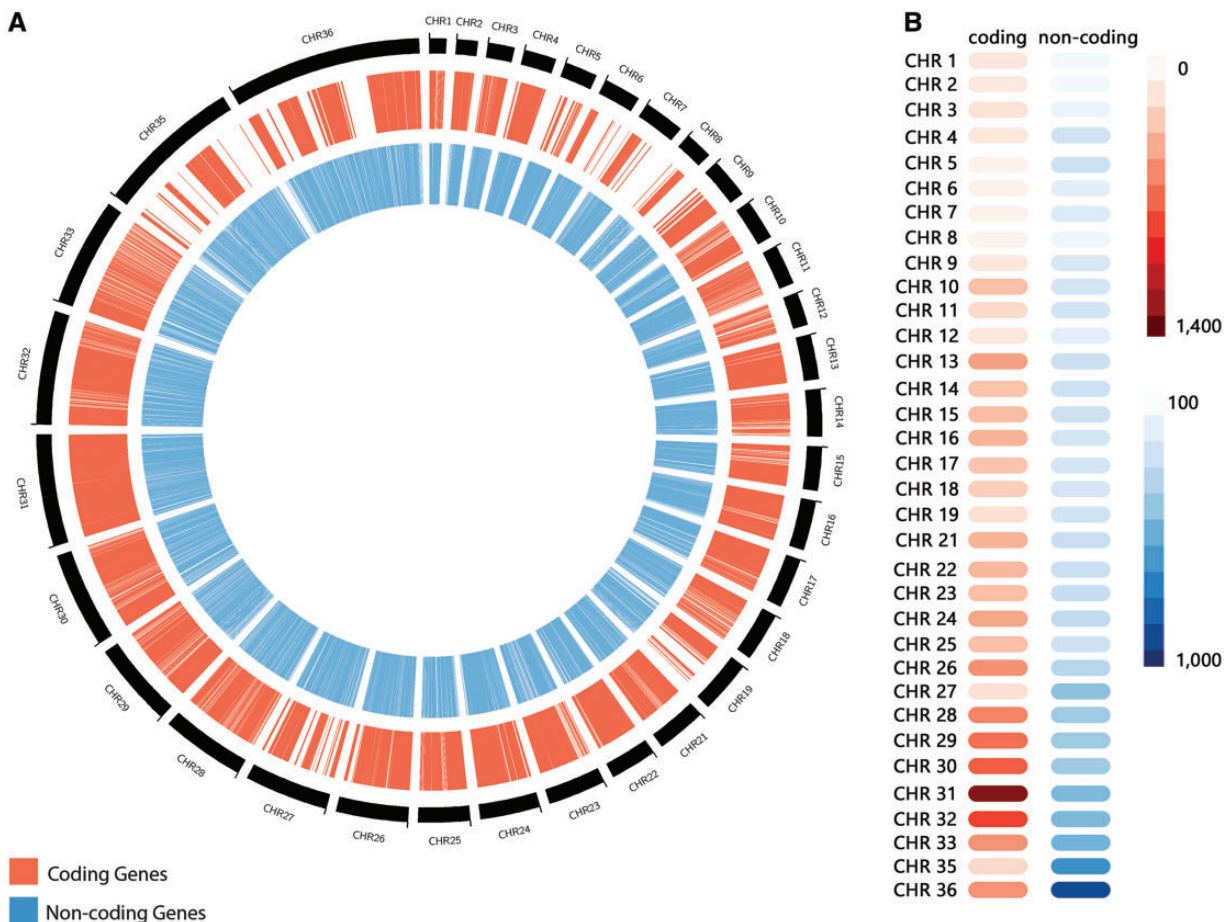 A
CHR1
CHR2
CHR3
CHR4
CHR5
CHR6
CHR7
CHR8
CHR9
CHR10
CHR11
CHR12
CHR13
CHR14
CHR15
CHR16
CHR17
CHR18
CHR19
CHR21
CHR22
CHR23
CHR24
CHR25
CHR26
CHR27
CHR28
CHR29
CHR30
CHR31
CHR32
CHR33
CHR35
CHR36
Coding Genes
Non-coding Genes
B
coding non-coding
CHR 1
CHR 2
CHR 3
CHR 4
CHR 5
CHR 6
CHR 7
CHR 8
CHR 9
CHR 10
CHR 11
CHR 12
CHR 13
CHR 14
CHR 15
CHR 16
CHR 17
CHR 18
CHR 19
CHR 21
CHR 22
CHR 23
CHR 24
CHR 25
CHR 26
CHR 27
CHR 28
CHR 29
CHR 30
CHR 31
CHR 32
CHR 33
CHR 35
CHR 36
0
1,400
100
1,000